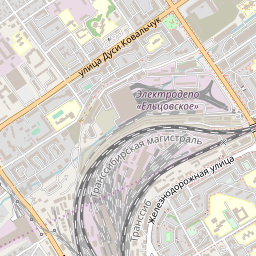 улица Дуси Ковальчук
Электродепо
«Ельцовское»
Транссибирская магистраль
Железнодорожная улица
Транссиб